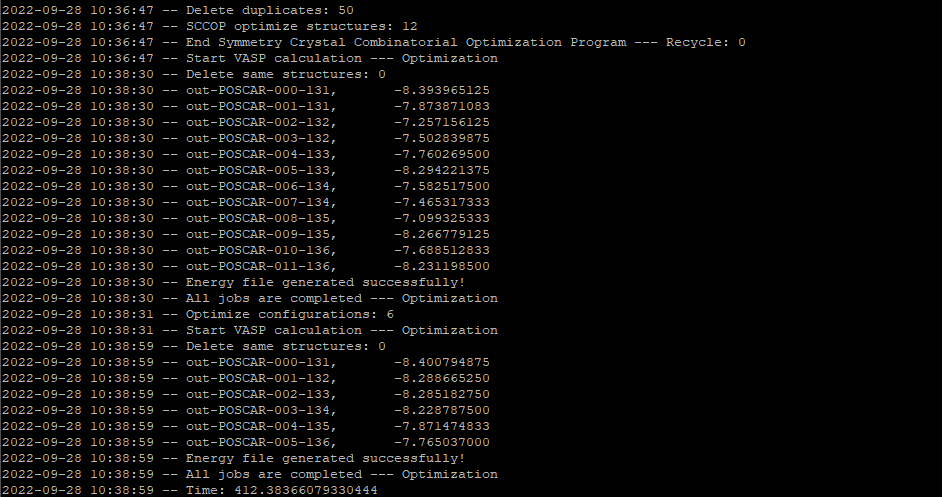 2022-09-28 10:36:47 -- Delete duplicates: 50
2022-09-28 10:36:47 -- SCCOP optimize structures: 12
2022-09-28 10:36:47 -- End Symmetry Crystal Combinatorial Optimization Program --- Recycle: 0
2022-09-28 10:36:47 -- Start VASP calculation --- Optimization
2022-09-28 10:38:30 -- Delete same structures: 0
2022-09-28 10:38:30 -- out-POSCAR-000-131, -8.393965125
2022-09-28 10:38:30 -- out-POSCAR-001-131, -7.873871083
2022-09-28 10:38:30 -- out-POSCAR-002-132, -7.257156125
2022-09-28 10:38:30 -- out-POSCAR-003-132, -7.502839875
2022-09-28 10:38:30 -- out-POSCAR-004-133, -7.760269500
2022-09-28 10:38:30 -- out-POSCAR-005-133, -8.294221375
2022-09-28 10:38:30 -- out-POSCAR-006-134, -7.582517500
2022-09-28 10:38:30 -- out-POSCAR-007-134, -7.465317333
2022-09-28 10:38:30 -- out-POSCAR-008-135, -7.099325333
2022-09-28 10:38:30 -- out-POSCAR-009-135, -8.266779125
2022-09-28 10:38:30 -- out-POSCAR-010-136, -7.688512833
2022-09-28 10:38:30 -- out-POSCAR-011-136, -8.231198500
2022-09-28 10:38:30 -- Energy file generated successfully!
2022-09-28 10:38:30 -- All jobs are completed --- Optimization
2022-09-28 10:38:31 -- Optimize configurations: 6
2022-09-28 10:38:31 -- Start VASP calculation --- Optimization
2022-09-28 10:38:59 -- Delete same structures: 0
2022-09-28 10:38:59 -- out-POSCAR-000-131, -8.400794875
2022-09-28 10:38:59 -- out-POSCAR-001-132, -8.288665250
2022-09-28 10:38:59 -- out-POSCAR-002-133, -8.285182750
2022-09-28 10:38:59 -- out-POSCAR-003-134, -8.228787500
2022-09-28 10:38:59 -- out-POSCAR-004-135, -7.871474833
2022-09-28 10:38:59 -- out-POSCAR-005-136, -7.765037000
2022-09-28 10:38:59 -- Energy file generated successfully!
2022-09-28 10:38:59 -- All jobs are completed --- Optimization
2022-09-28 10:38:59 -- Time: 412.38366079330444